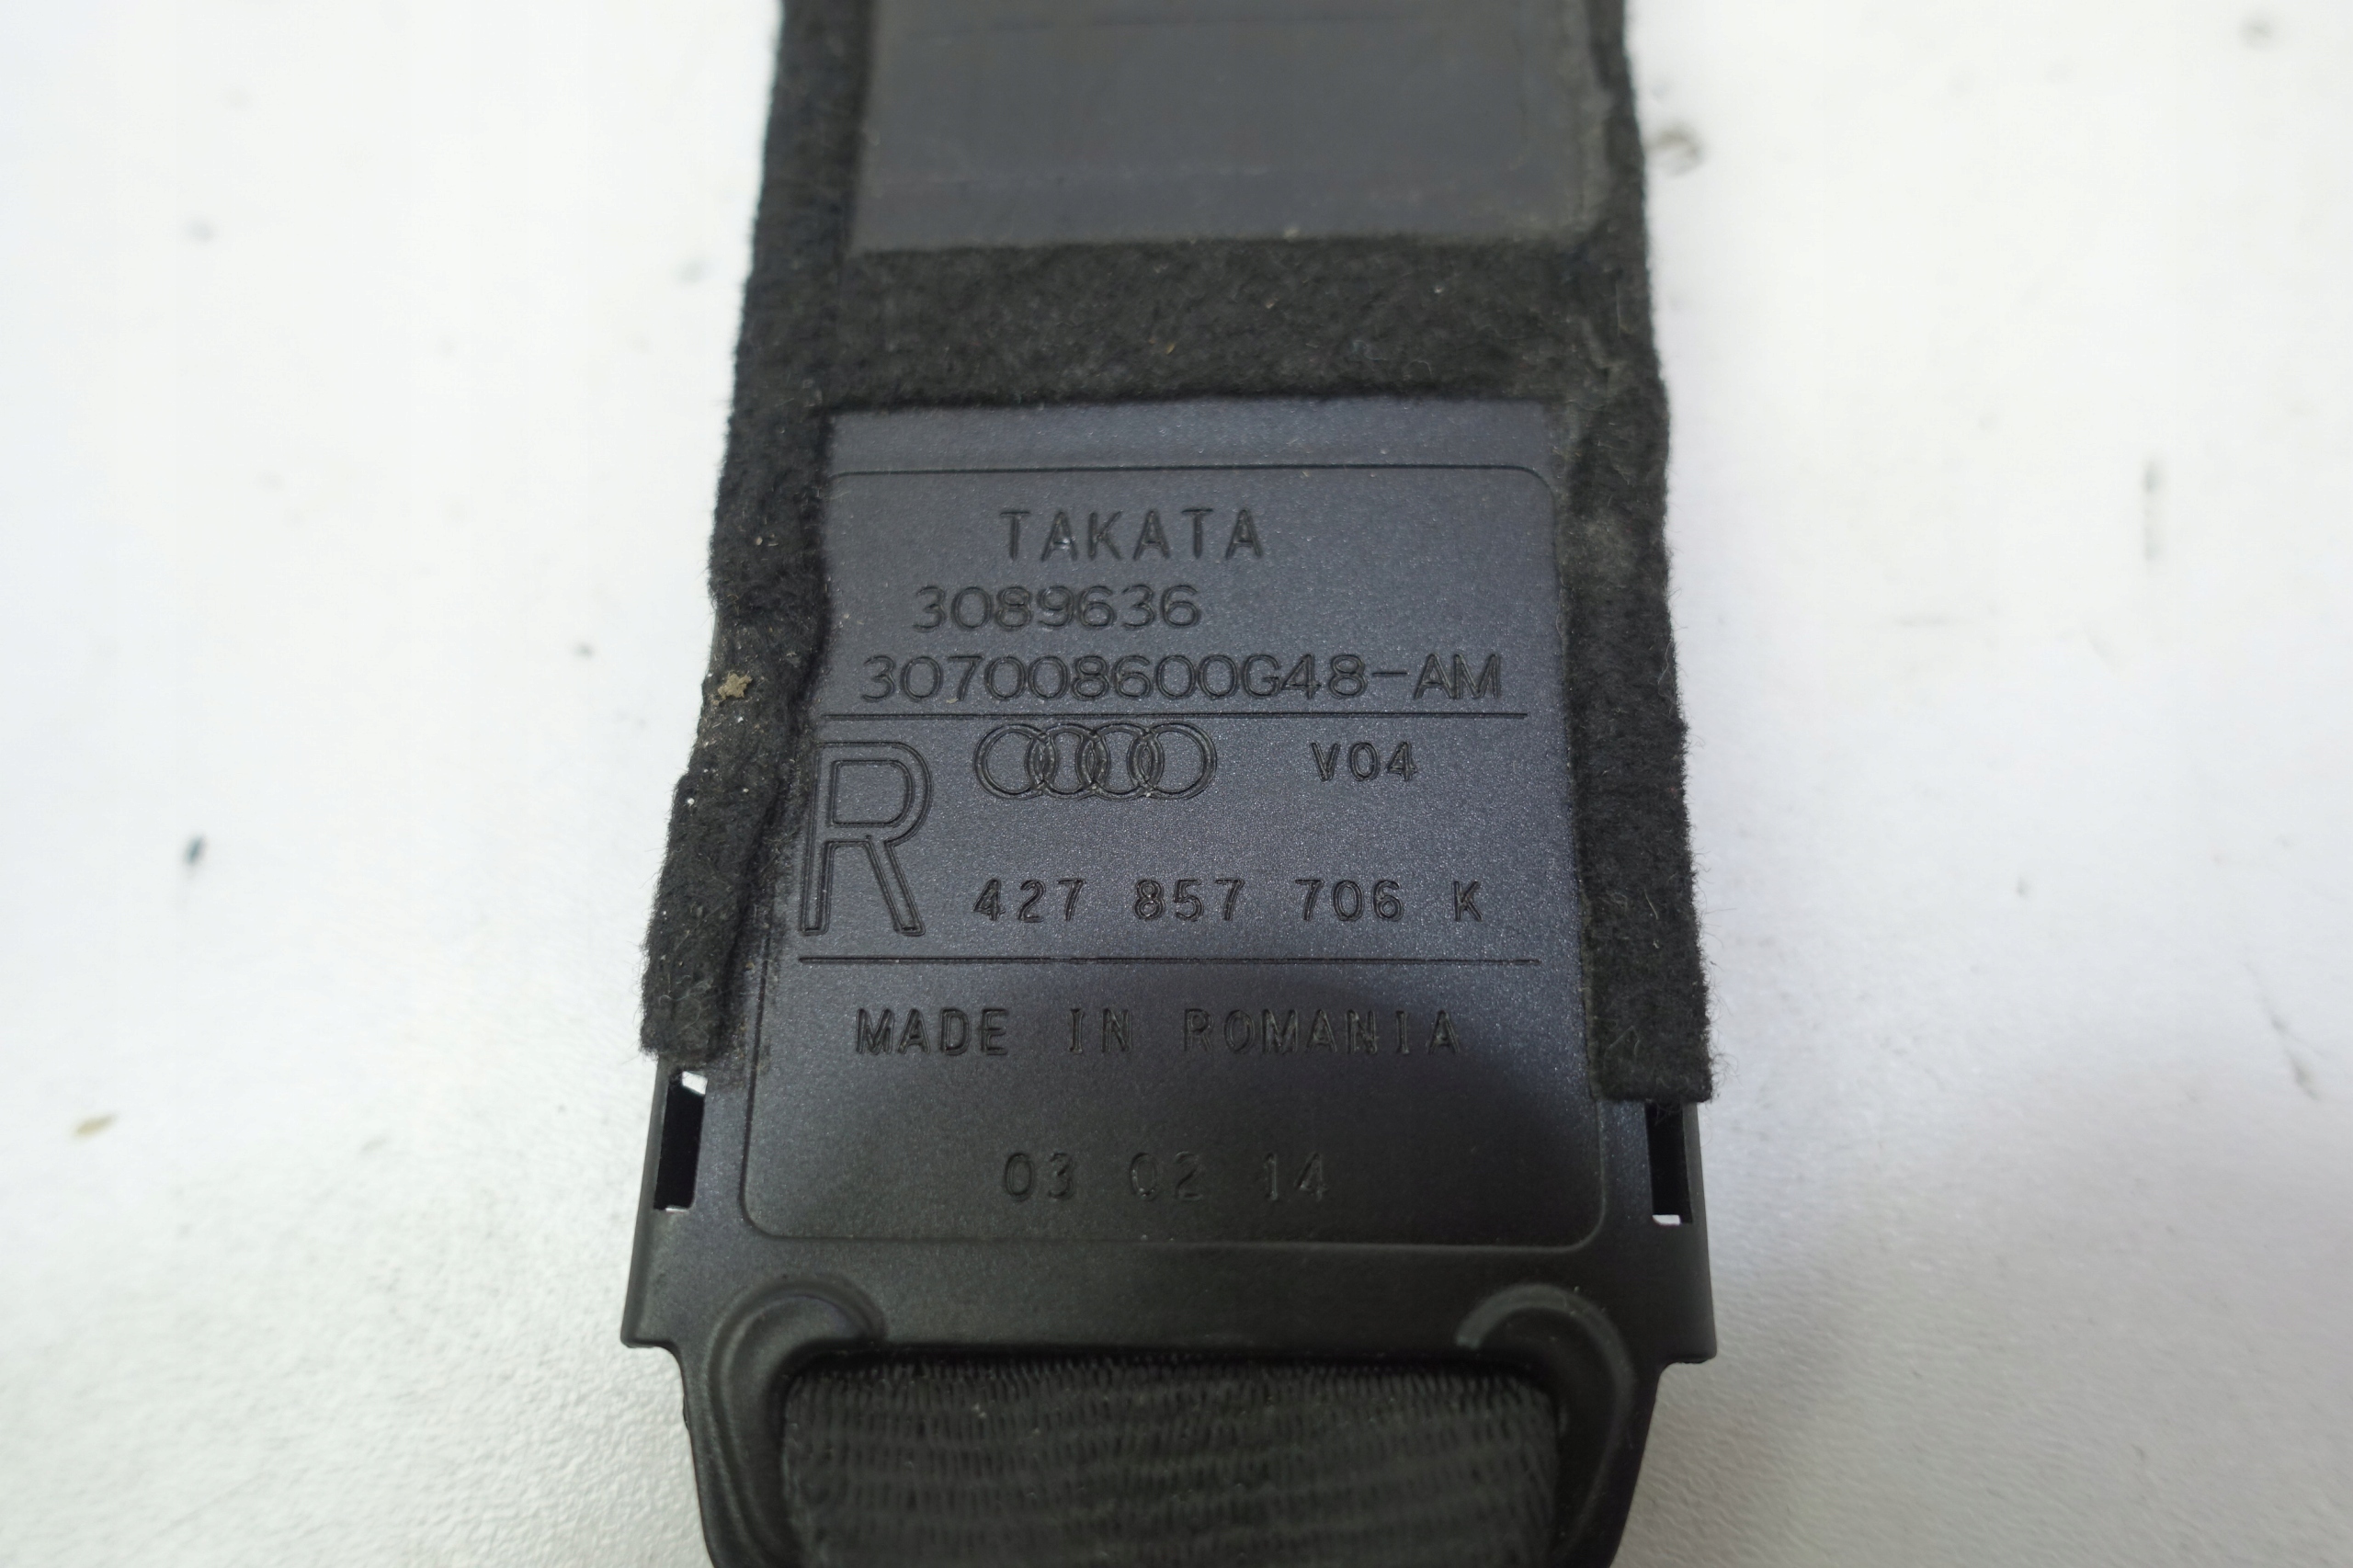 TAKATA
3089636
307008600G48-AM
V04
R
427 857 706 K
MADE IN ROMANIA
03 02 14